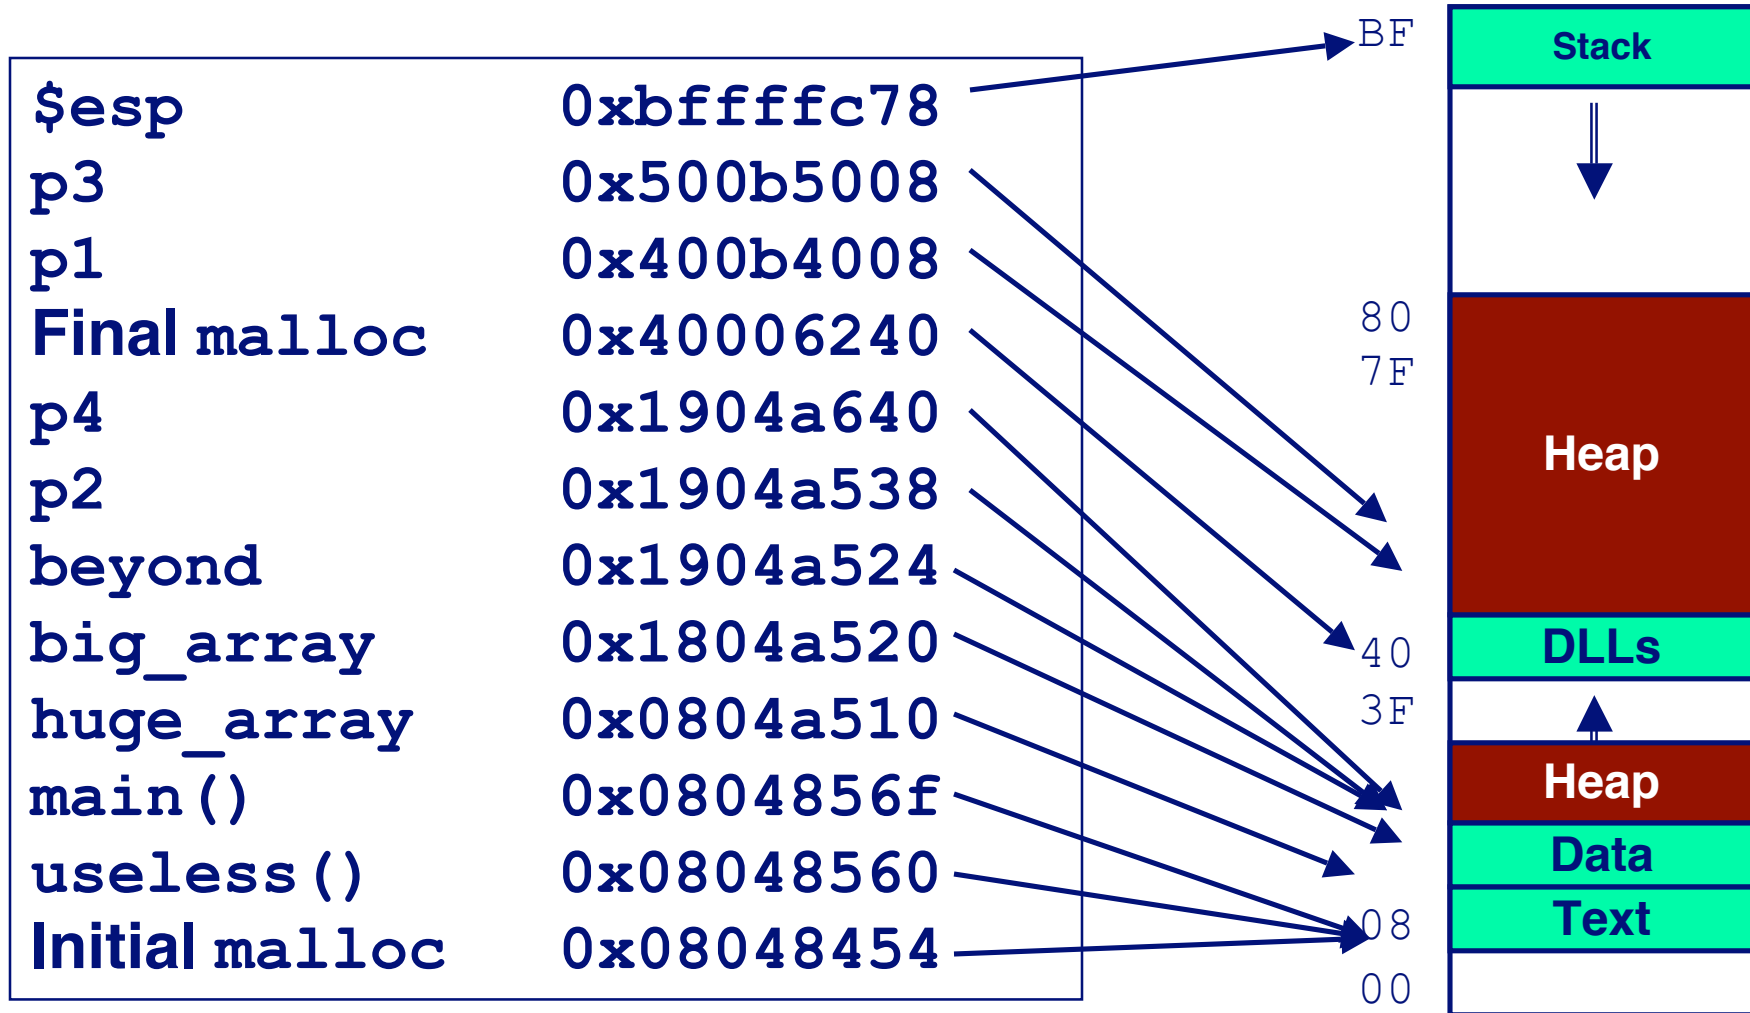 $esp 0xbffffc78
p3 0x500b5008
p1 0x400b4008
Final malloc 0x40006240
p4 0x1904a640
p2 0x1904a538
beyond 0x1904a524
big_array 0x1804a520
huge_array 0x0804a510
main() 0x0804856f
useless() 0x08048560
Initial malloc 0x08048454
BF
80
7F
40
3F
08
00
Stack
Heap
DLLs
Heap
Data
Text